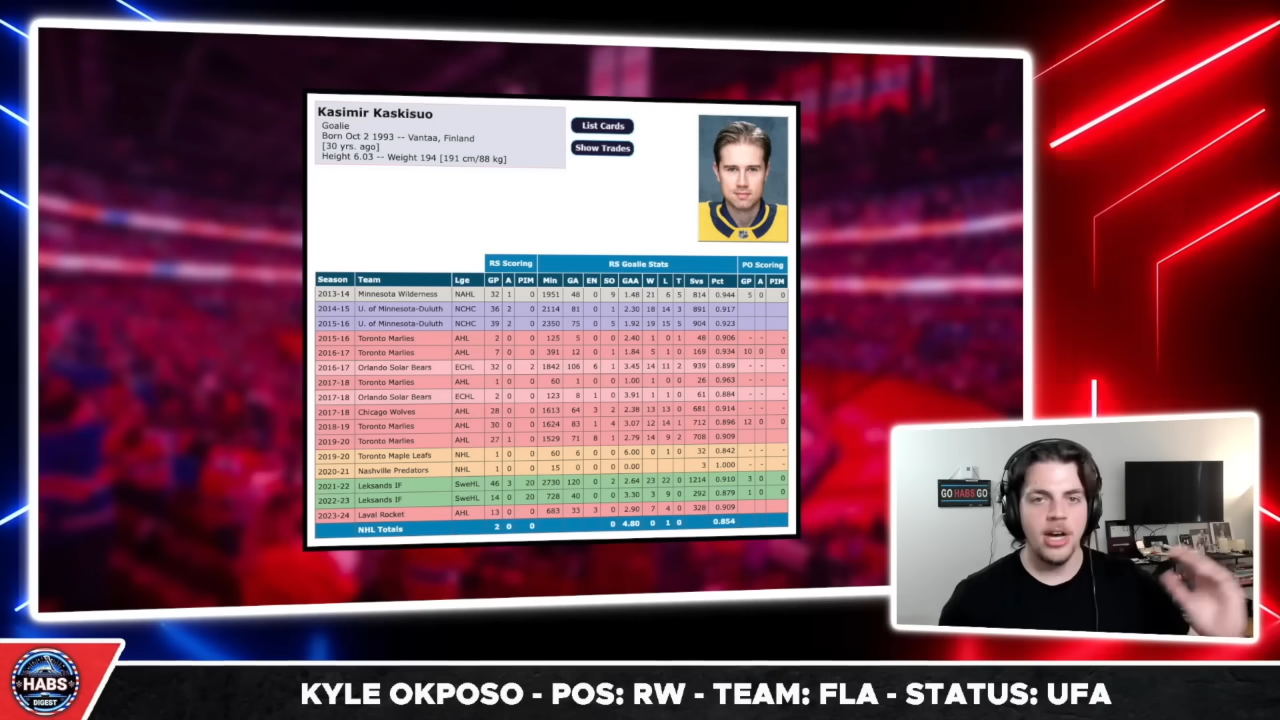 Kasimir Kaskisuo
Goalie
Born Oct 2 1993 -- Vantaa, Finland
[30 yrs. ago]
Height 6.03 -- Weight 194 [191 cm/88 kg]
List Cards
Show Trades
RS Scoring RS Goalie Stats PO Scoring
Season Team Lge GP A PIM Min GA EN SO GAA W L T Svs Pct GP A PIM
2013-14 Minnesota Wilderness NAHL 32 1 0 1951 48 0 9 1.48 21 6 5 814 0.944 5 0 0
2014-15 U. of Minnesota-Duluth NCHC 36 2 0 2114 81 0 1 2.30 18 14 3 891 0.917
2015-16 U. of Minnesota-Duluth NCHC 39 2 0 2350 75 0 5 1.92 19 15 5 904 0.923
2015-16 Toronto Marlies AHL 2 0 0 125 5 0 0 2.40 1 0 1 48 0.906 - - -
2016-17 Toronto Marlies AHL 7 0 0 391 12 0 1 1.84 5 1 0 169 0.934 10 0 0
2016-17 Orlando Solar Bears ECHL 32 0 2 1842 106 6 1 3.45 14 11 2 939 0.899 - - -
2017-18 Toronto Marlies AHL 1 0 0 60 1 0 0 1.00 1 0 0 26 0.963 - - -
2017-18 Orlando Solar Bears ECHL 2 0 0 123 8 1 0 3.91 1 1 0 61 0.884 - - -
2017-18 Chicago Wolves AHL 28 0 0 1613 64 3 2 2.38 13 13 0 681 0.914 - - -
2018-19 Toronto Marlies AHL 30 0 0 1624 83 1 4 3.07 12 14 1 712 0.896 12 0 0
2019-20 Toronto Marlies AHL 27 1 0 1529 71 8 1 2.79 14 9 2 708 0.909 - - -
2019-20 Toronto Maple Leafs NHL 1 0 0 60 6 0 0 6.00 0 1 0 32 0.842 - - -
2020-21 Nashville Predators NHL 1 0 0 15 0 0 0 0.00 3 1.000 - - -
2021-22 Leksands IF SweHL 46 3 20 2730 120 0 2 2.64 23 22 0 1214 0.910 3 0 0
2022-23 Leksands IF SweHL 14 0 20 728 40 0 0 3.30 3 9 0 292 0.879 1 0 0
2023-24 Laval Rocket AHL 13 0 0 683 33 3 0 2.90 7 4 0 328 0.909
NHL Totals 2 0 0 0 4.80 0 1 0 0.854
GO HABS GO
HABS
DIGEST
KYLE OKPOSO - POS: RW - TEAM: FLA - STATUS: UFA